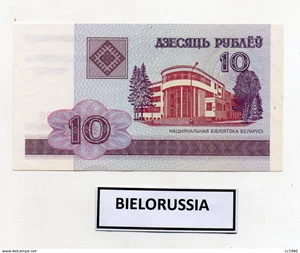 ДЗЕСЯЦЬ РУБЛЁЎ
10
НАЦЫЯНАЛЬНАЯ БІБЛІЯТЭКА БЕЛАРУСІ
10
BIELORUSSIA